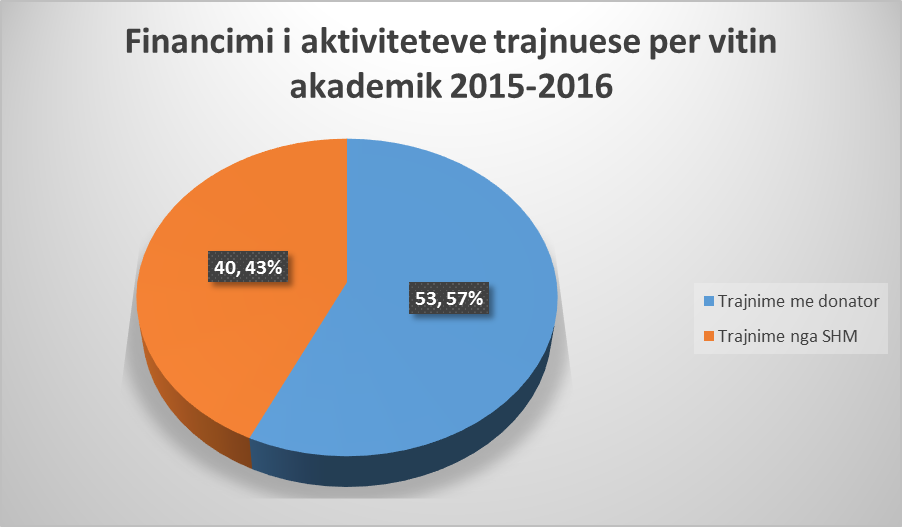 Financimi i aktiviteteve trajnuese per vitin
akademik 2015-2016
40, 43%
53, 57%
Trajnime me donator
Trajnime nga SHM